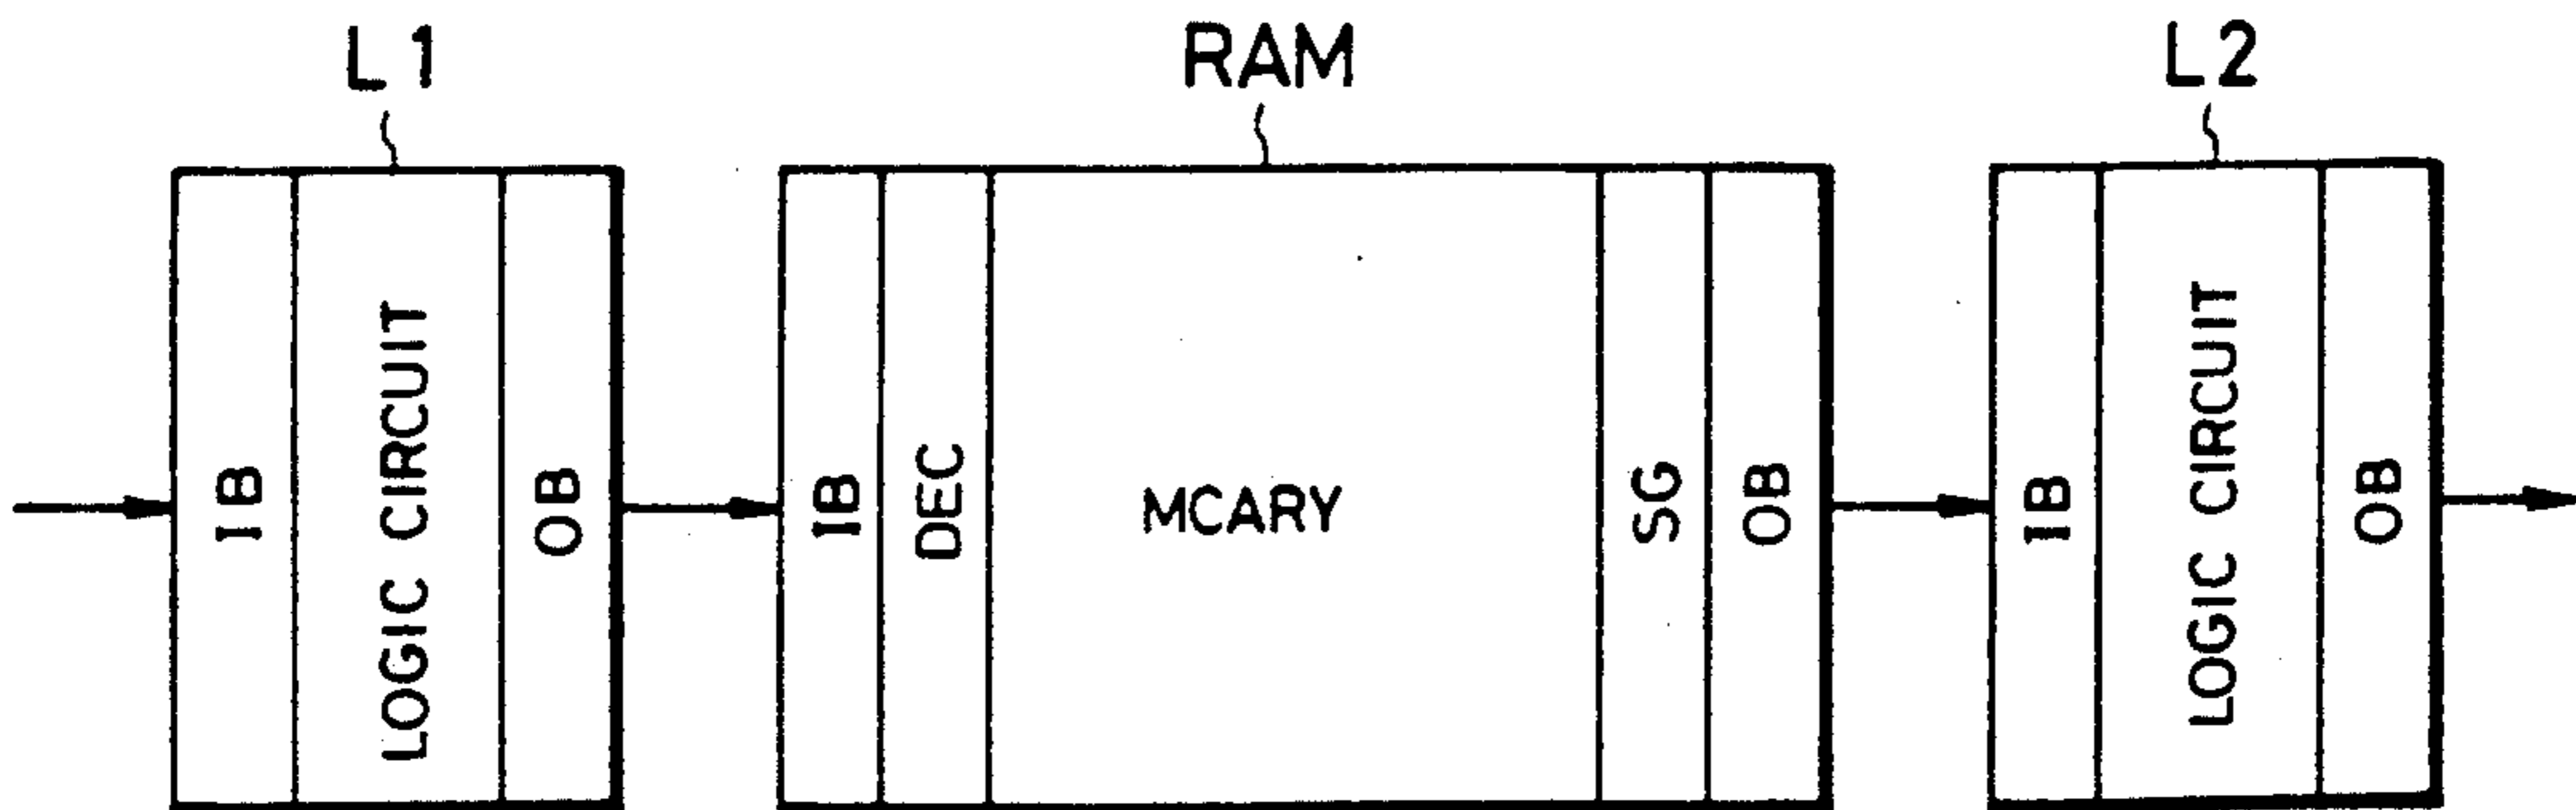 L1
RAM
L2
IB
LOGIC CIRCUIT
OB
IB
DEC
MCARY
SG
OB
IB
LOGIC CIRCUIT
OB